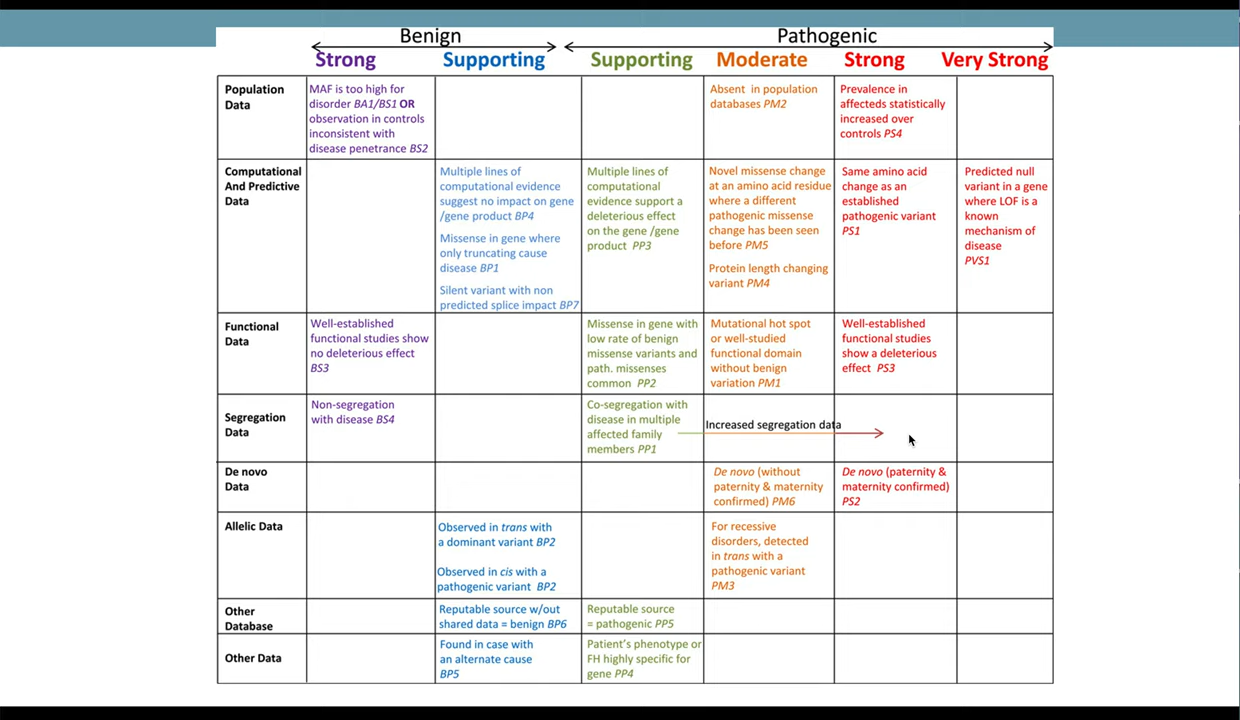 Benign
Pathogenic
Strong
Supporting
Supporting
Moderate
Strong
Very Strong
Population
Data
MAF is too high for
disorder BA1/BS1 OR
observation in controls
inconsistent with
disease penetrance BS2
Absent in population
databases PM2
Prevalence in
affecteds statistically
increased over
controls PS4
Computational
And Predictive
Data
Multiple lines of
computational evidence
suggest no impact on gene
/gene product BP4
Missense in gene where
only truncating cause
disease BP1
Silent variant with non
predicted splice impact BP7
Multiple lines of
computational
evidence support a
deleterious effect
on the gene /gene
product PP3
Novel missense change
at an amino acid residue
where a different
pathogenic missense
change has been seen
before PM5
Protein length changing
variant PM4
Same amino acid
change as an
established
pathogenic variant
PS1
Predicted null
variant in a gene
where LOF is a
known
mechanism of
disease
PVS1
Functional
Data
Well-established
functional studies show
no deleterious effect
BS3
Missense in gene with
low rate of benign
missense variants and
path. missenses
common PP2
Mutational hot spot
or well-studied
functional domain
without benign
variation PM1
Well-established
functional studies
show a deleterious
effect PS3
Segregation
Data
Non-segregation
with disease BS4
Co-segregation with
disease in multiple
affected family
members PP1
Increased segregation data
De novo
Data
De novo (without
paternity & maternity
confirmed) PM6
De novo (paternity &
maternity confirmed)
PS2
Allelic Data
Observed in trans with
a dominant variant BP2
Observed in cis with a
pathogenic variant BP2
For recessive
disorders, detected
in trans with a
pathogenic variant
PM3
Other
Database
Reputable source w/out
shared data = benign BP6
Reputable source
= pathogenic PP5
Other Data
Found in case with
an alternate cause
BP5
Patient's phenotype or
FH highly specific for
gene PP4